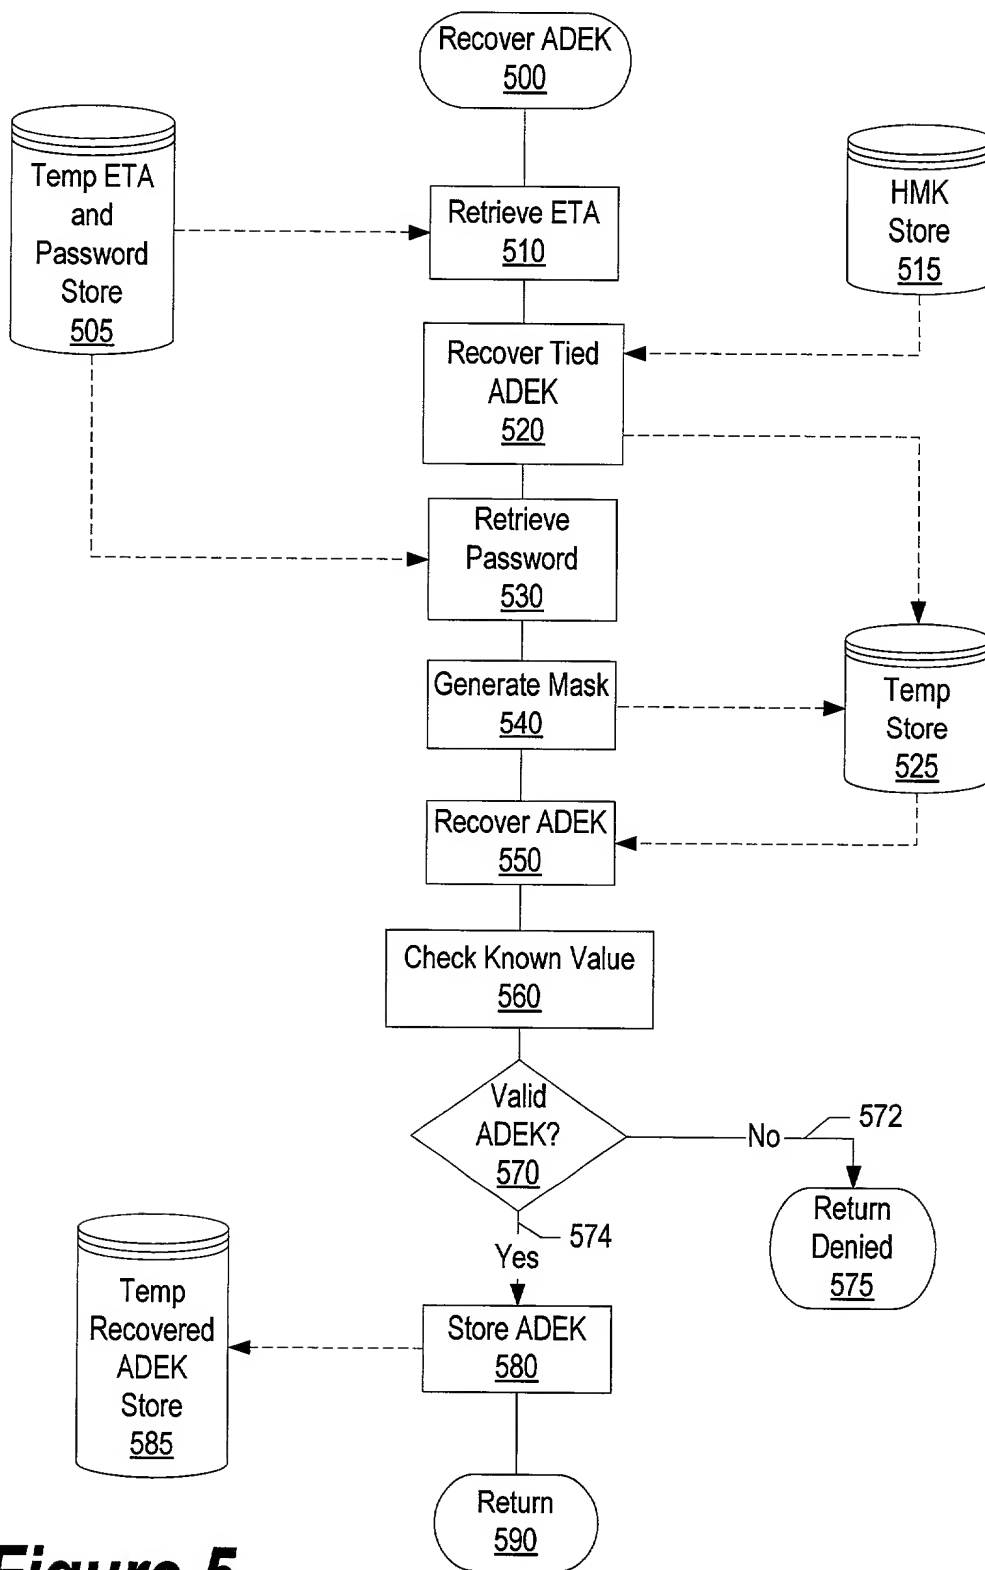 Recover ADEK
500
Temp ETA
and
Password
Store
505
Retrieve ETA
510
HMK
Store
515
Recover Tied
ADEK
520
Retrieve
Password
530
Generate Mask
540
Temp
Store
525
Recover ADEK
550
Check Known Value
560
Valid
ADEK?
570
No
572
Return
Denied
575
574
Yes
Temp
Recovered
ADEK
Store
585
Store ADEK
580
Return
590
Figure 5